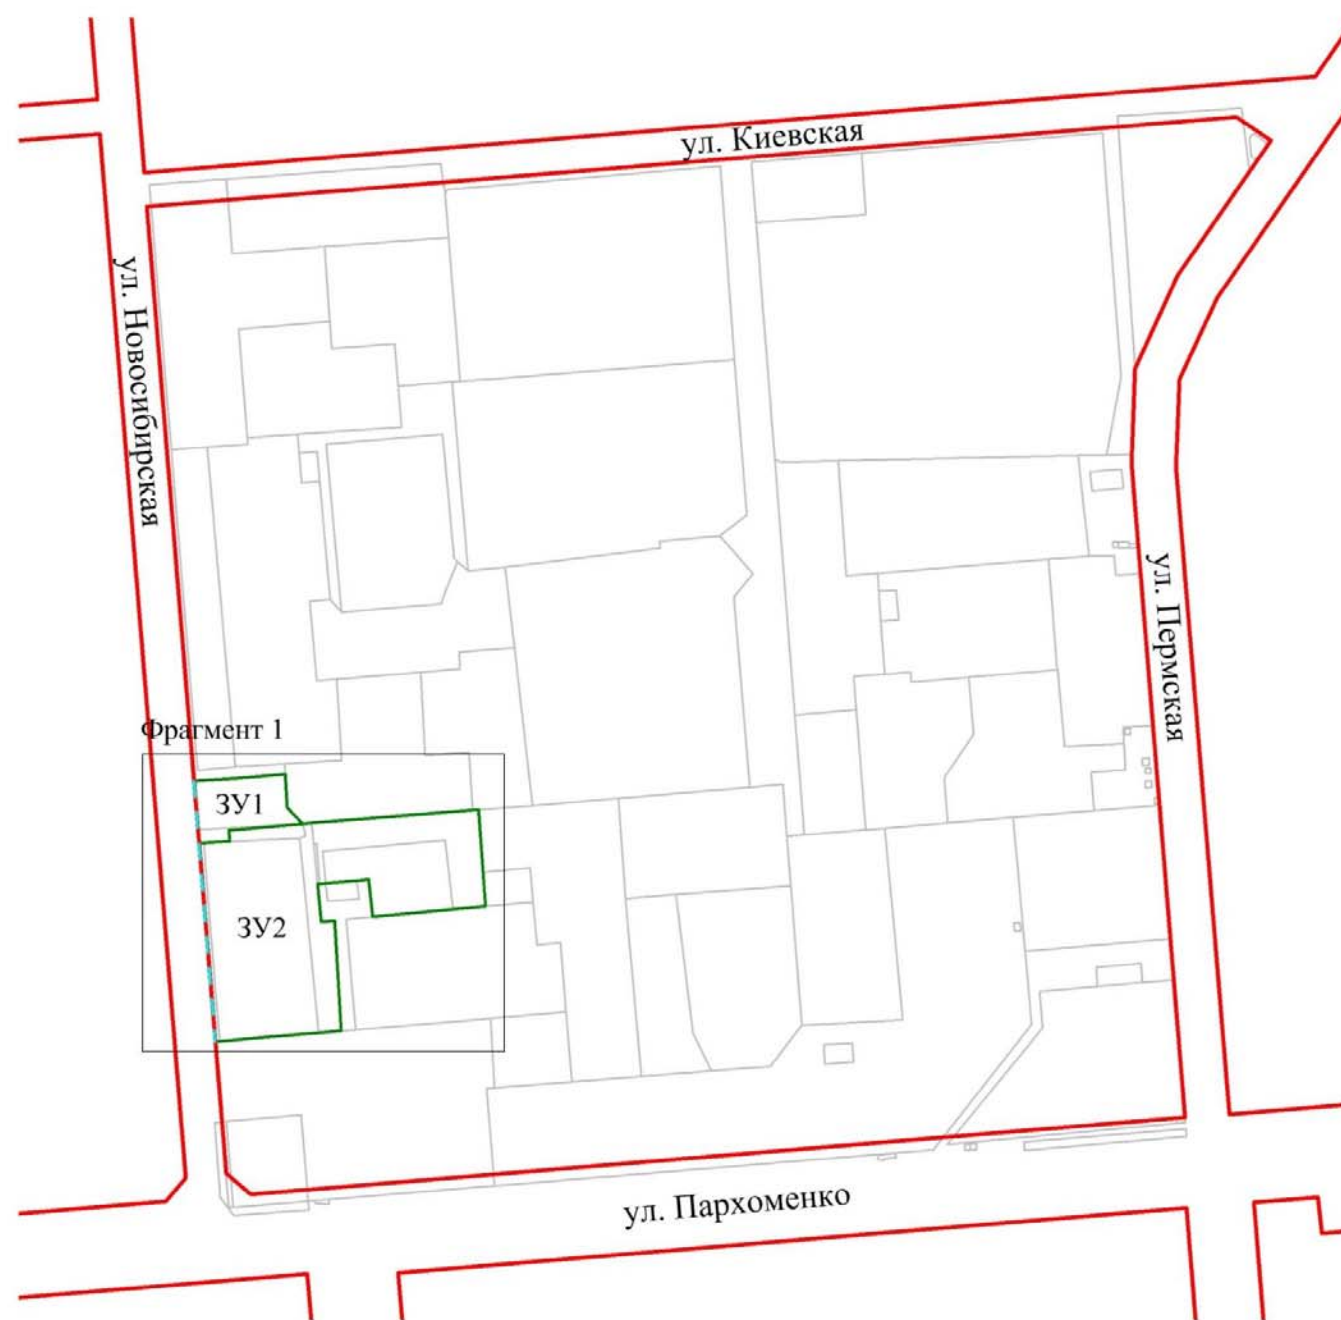 ул. Киевская
ул. Новосибирская
ул. Пермская
Фрагмент 1
ЗУ1
ЗУ2
ул. Пархоменко